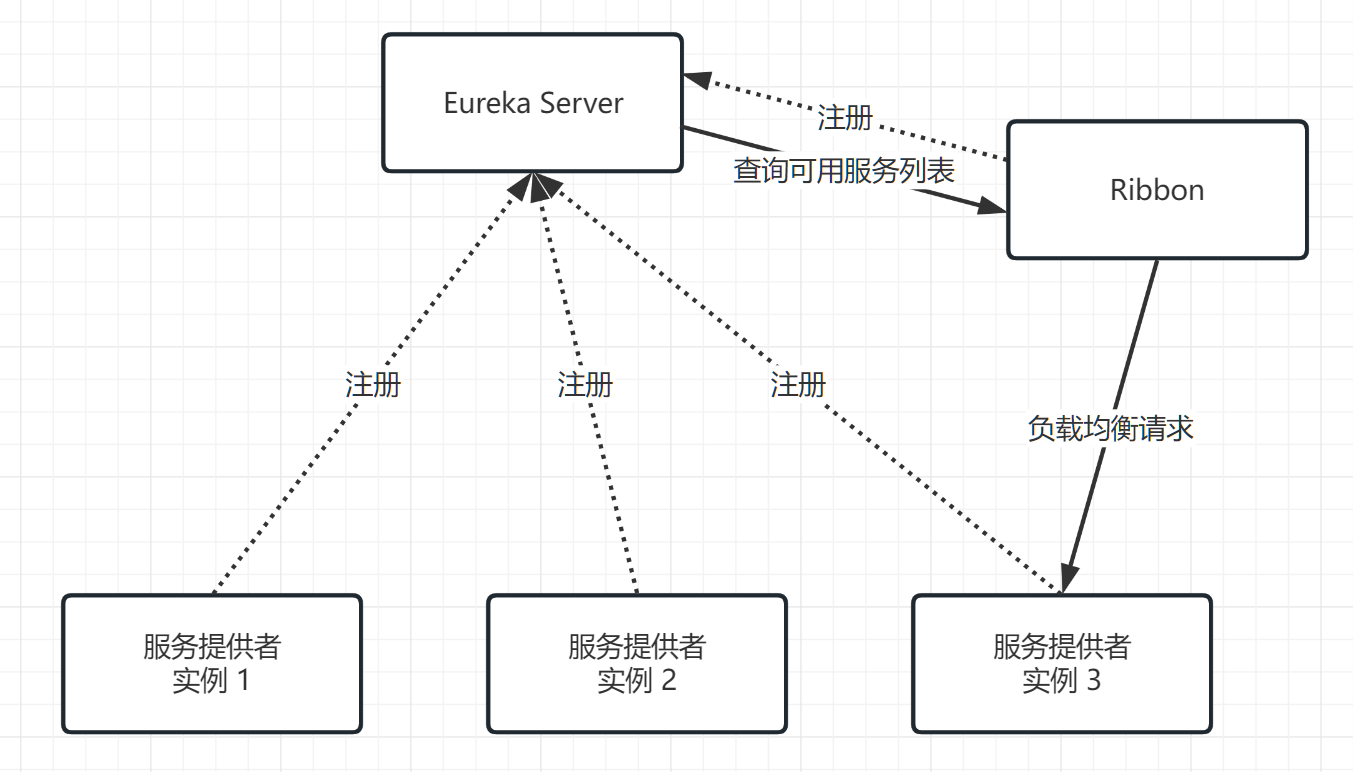 Eureka Server
注册
查询可用服务列表
Ribbon
注册
注册
注册
负载均衡请求
服务提供者
实例 1
服务提供者
实例 2
服务提供者
实例 3